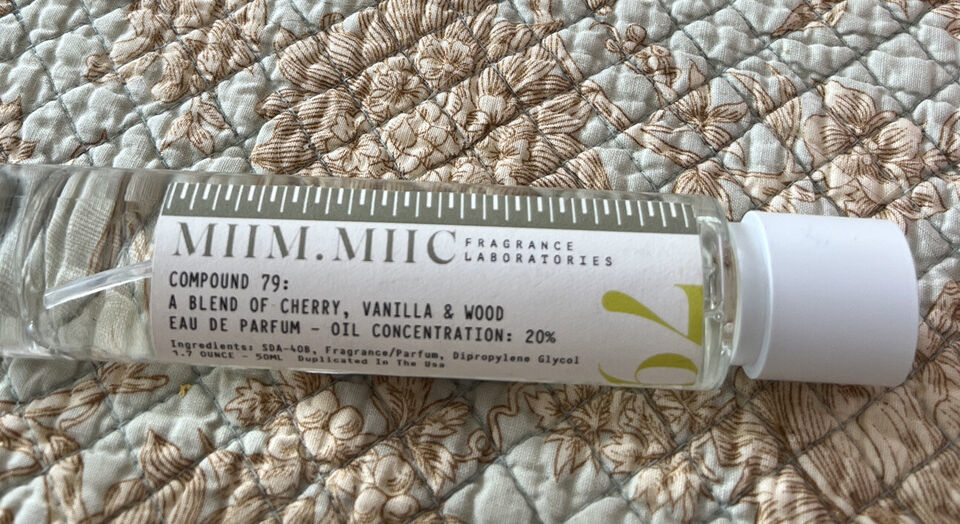 MIIM.MIIC FRAGRANCE LABORATORIES
COMPOUND 79:
A BLEND OF CHERRY, VANILLA & WOOD
EAU DE PARFUM - OIL CONCENTRATION: 20%
Ingredients: SDA-40B, Fragrance/Parfum, Dipropylene Glycol
1.7 OUNCE - 50ML Duplicated In The Usa
79